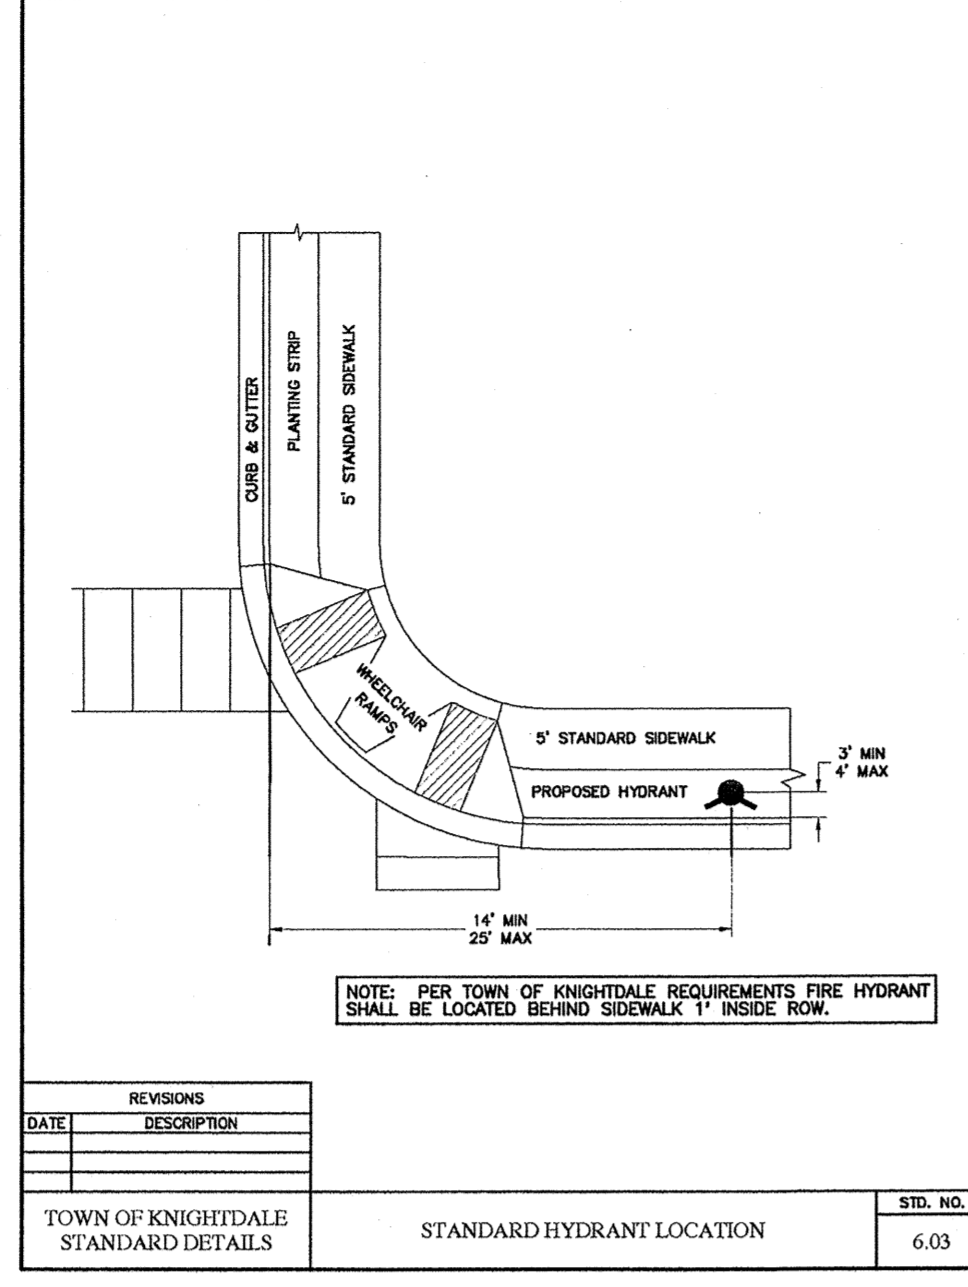 CURB & GUTTER
PLANTING STRIP
5' STANDARD SIDEWALK
WHEELCHAIR
RAMPS
5' STANDARD SIDEWALK
PROPOSED HYDRANT
3' MIN
4' MAX
14' MIN
25' MAX
NOTE: PER TOWN OF KNIGHTDALE REQUIREMENTS FIRE HYDRANT
SHALL BE LOCATED BEHIND SIDEWALK 1' INSIDE ROW.
REVISIONS
DATE DESCRIPTION
TOWN OF KNIGHTDALE
STANDARD DETAILS
STANDARD HYDRANT LOCATION
STD. NO.
6.03